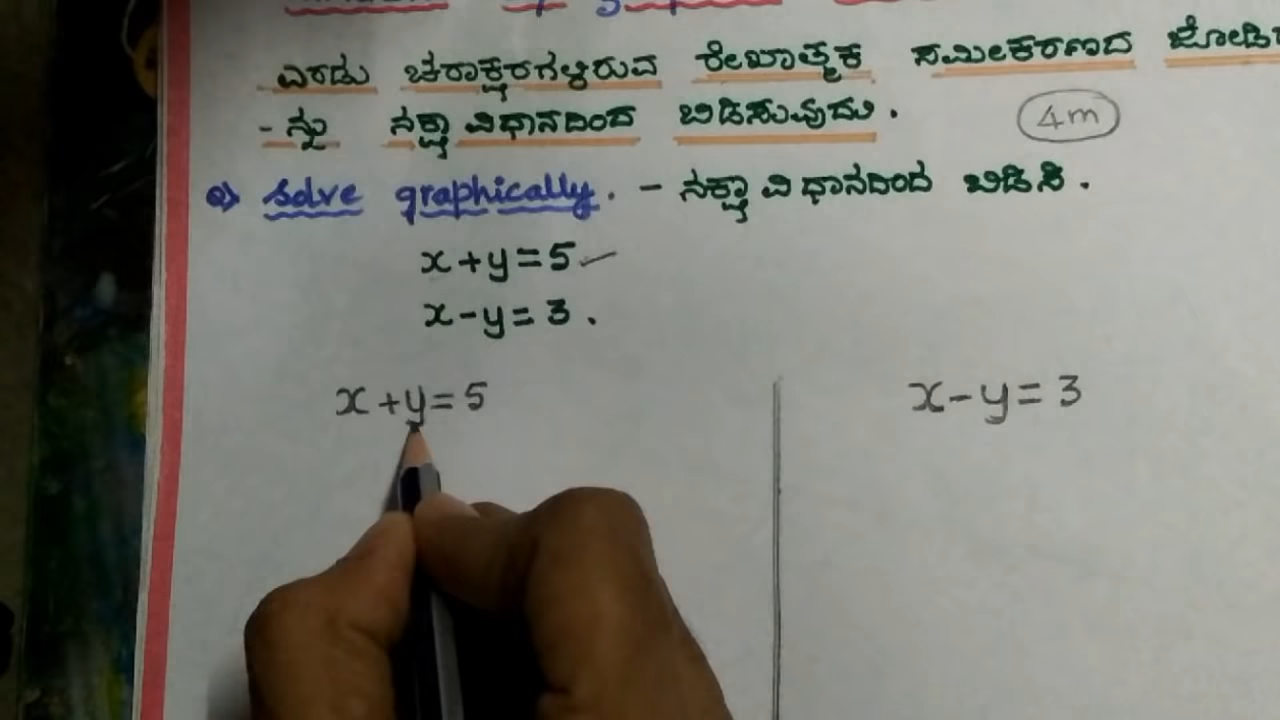 ಎರಡು ಚರಾಕ್ಷರಗಳಿರುವ ರೇಖಾತ್ಮಕ ಸಮೀಕರಣದ
- ನ್ನು ನಕ್ಷಾ ವಿಧಾನದಿಂದ ಬಿಡಿಸುವುದು. 4m
Q) solve graphically. - ನಕ್ಷಾ ವಿಧಾನದಿಂದ ಬಿಡಿಸಿ.
x+y=5
x-y=3.
x+y=5
x-y=3